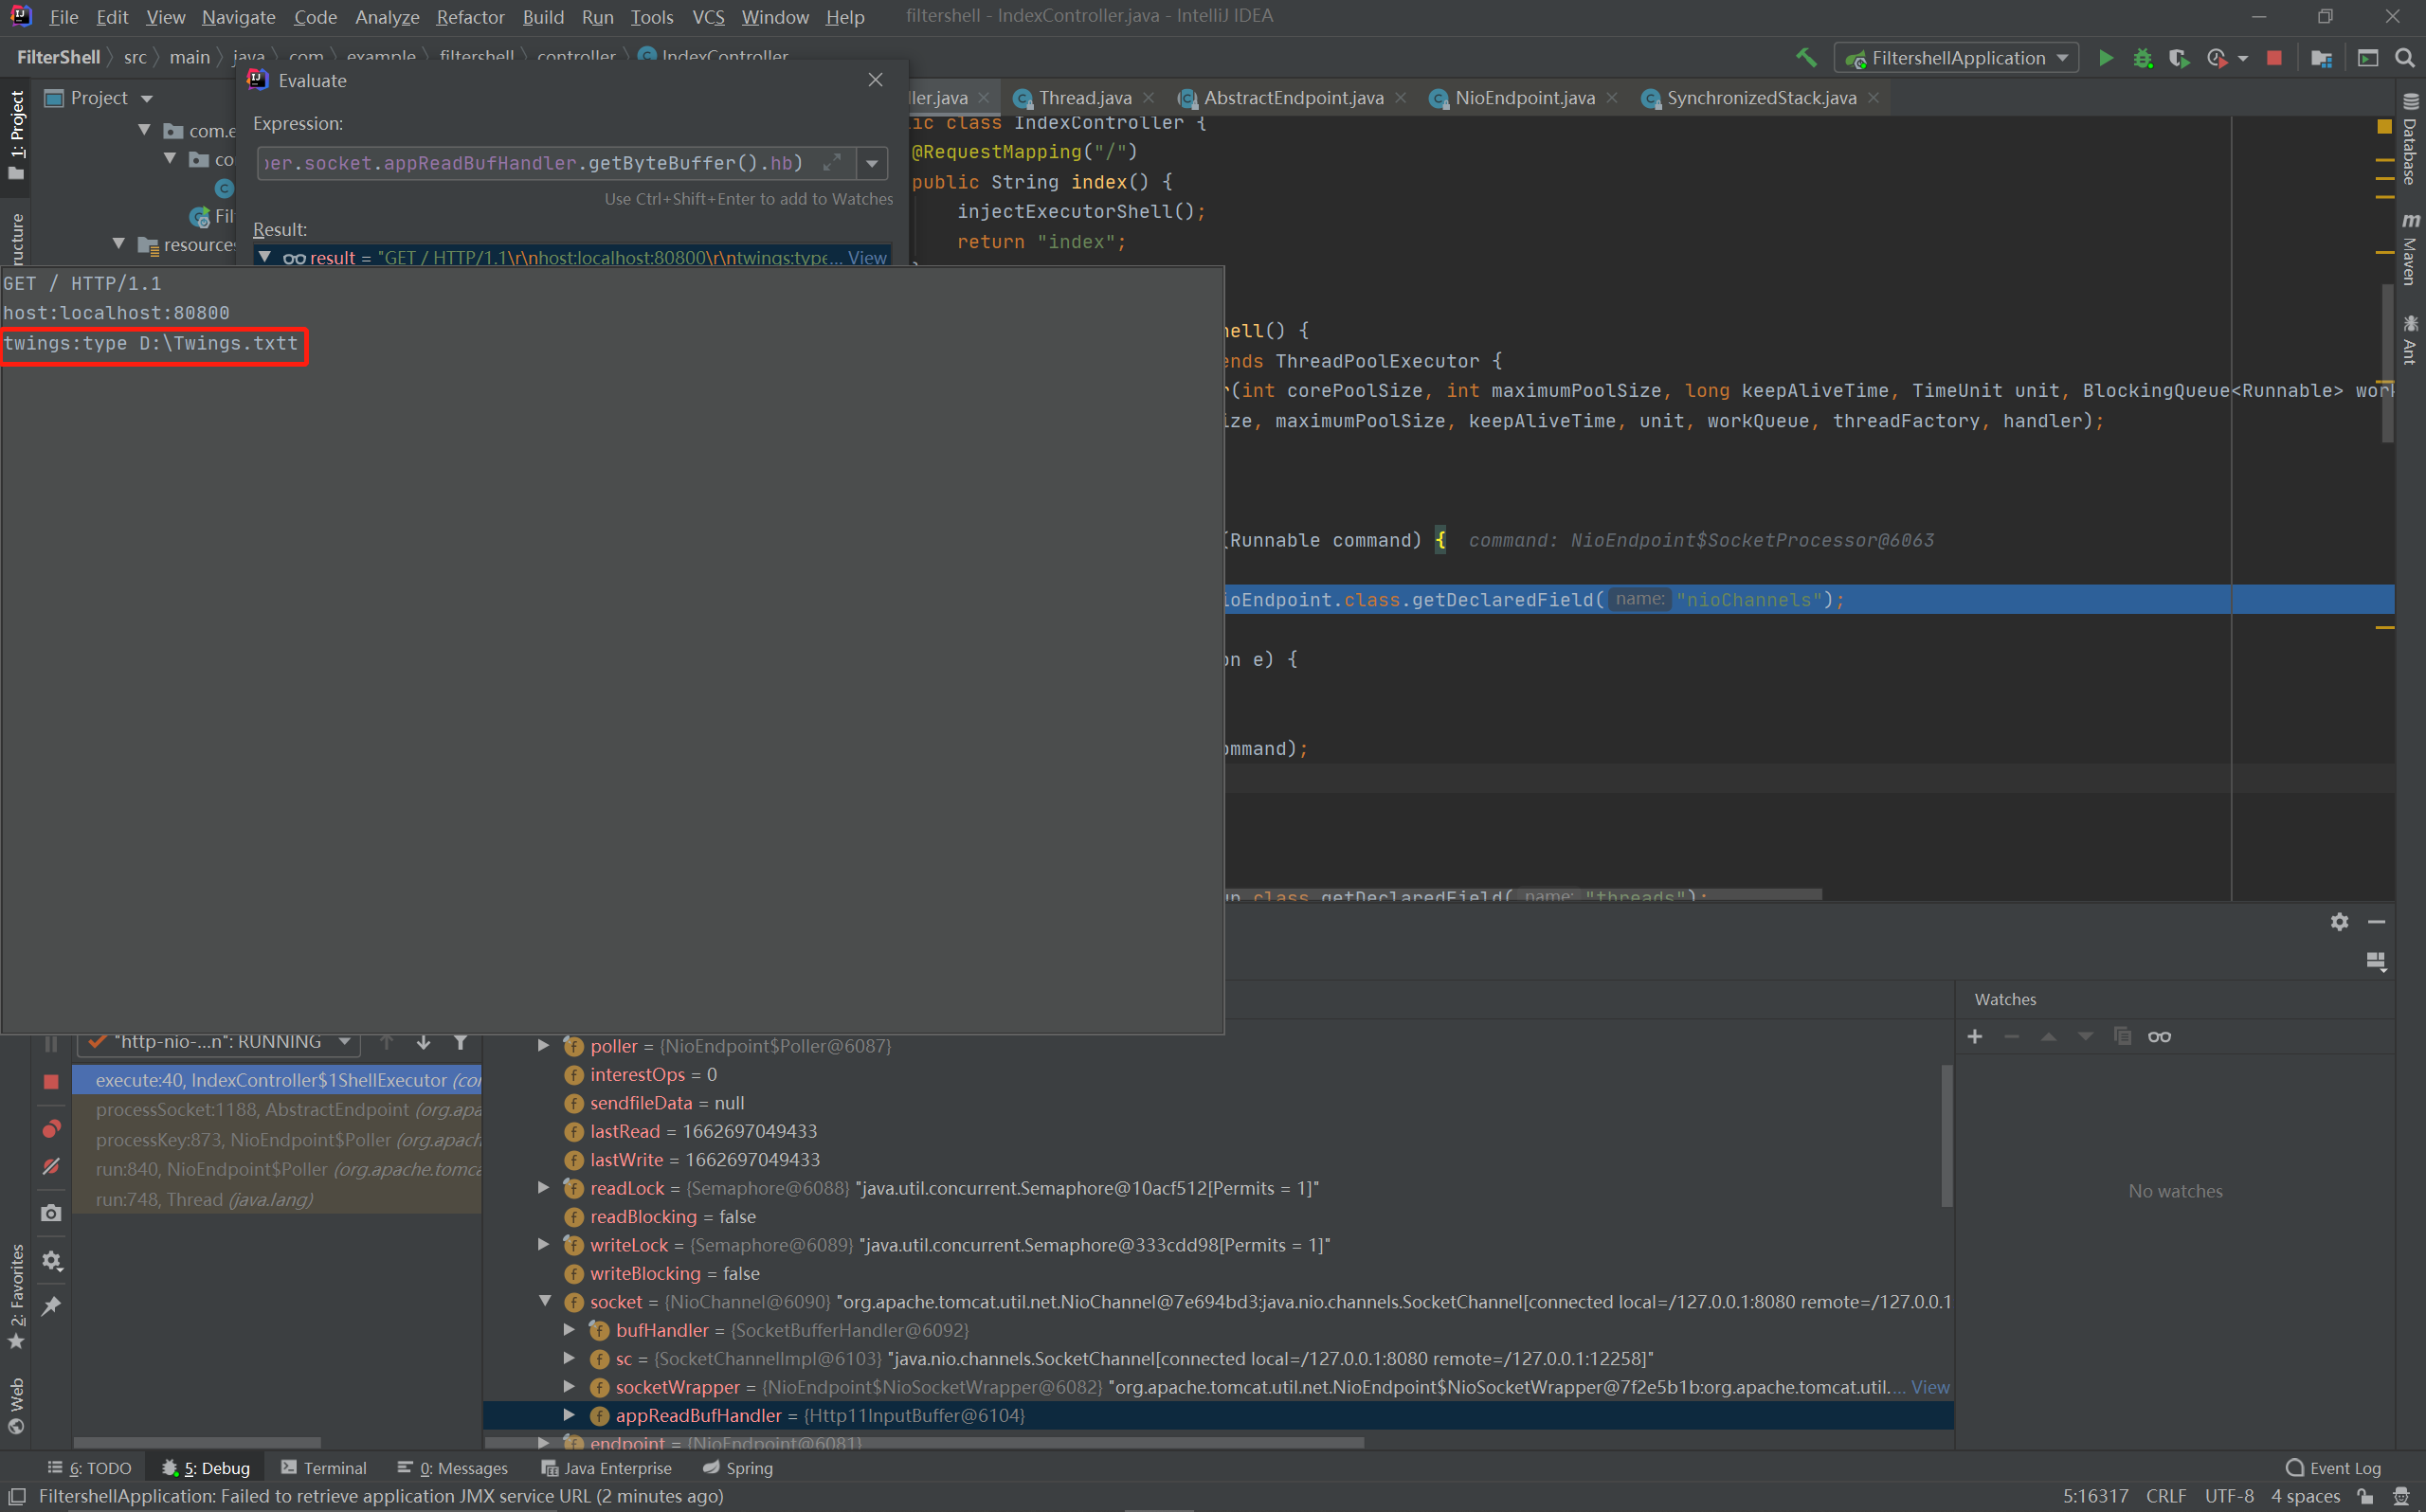 File Edit View Navigate Code Analyze Refactor Build Run Tools VCS Window Help filtershell - IndexController.java - IntelliJ IDEA
FilterShell src main java com example filtershell controller IndexController FiltershellApplication
Evaluate
Project
ler.java Thread.java AbstractEndpoint.java NioEndpoint.java SynchronizedStack.java
1: Project
Expression:
com.e
co
Fil
resources
er.socket.appReadBufHandler.getByteBuffer().hb)
Use Ctrl+Shift+Enter to add to Watches
Result:
result = "GET / HTTP/1.1\r\nhost:localhost:80800\r\ntwings:type... View
ic class IndexController {
@RequestMapping("/")
public String index() {
injectExecutorShell();
return "index";
Database
Maven
Ant
ructure
GET / HTTP/1.1
host:localhost:80800
twings:type D:\Twings.txtt
ell() {
ends ThreadPoolExecutor {
r(int corePoolSize, int maximumPoolSize, long keepAliveTime, TimeUnit unit, BlockingQueue<Runnable> work
ize, maximumPoolSize, keepAliveTime, unit, workQueue, threadFactory, handler);
(Runnable command) { command: NioEndpoint$SocketProcessor@6063
ioEndpoint.class.getDeclaredField( name: "nioChannels");
on e) {
ommand);
class.getDeclaredField( name: "threads");
Watches
"http-nio-...n": RUNNING
execute:40, IndexController$1ShellExecutor (co
processSocket:1188, AbstractEndpoint (org.apa
processKey:873, NioEndpoint$Poller (org.apach
run:840, NioEndpoint$Poller (org.apache.tomca
run:748, Thread (java.lang)
poller = {NioEndpoint$Poller@6087}
interestOps = 0
sendfileData = null
lastRead = 1662697049433
lastWrite = 1662697049433
readLock = {Semaphore@6088} "java.util.concurrent.Semaphore@10acf512[Permits = 1]"
readBlocking = false
writeLock = {Semaphore@6089} "java.util.concurrent.Semaphore@333cdd98[Permits = 1]"
writeBlocking = false
socket = {NioChannel@6090} "org.apache.tomcat.util.net.NioChannel@7e694bd3:java.nio.channels.SocketChannel[connected local=/127.0.0.1:8080 remote=/127.0.0.1
bufHandler = {SocketBufferHandler@6092}
sc = {SocketChannelImpl@6103} "java.nio.channels.SocketChannel[connected local=/127.0.0.1:8080 remote=/127.0.0.1:12258]"
socketWrapper = {NioEndpoint$NioSocketWrapper@6082} "org.apache.tomcat.util.net.NioEndpoint$NioSocketWrapper@7f2e5b1b:org.apache.tomcat.util.... View
appReadBufHandler = {Http11InputBuffer@6104}
endpoint = {NioEndpoint@6081}
No watches
2: Favorites
Web
6: TODO 5: Debug Terminal 0: Messages Java Enterprise Spring Event Log
FiltershellApplication: Failed to retrieve application JMX service URL (2 minutes ago) 5:16317 CRLF UTF-8 4 spaces